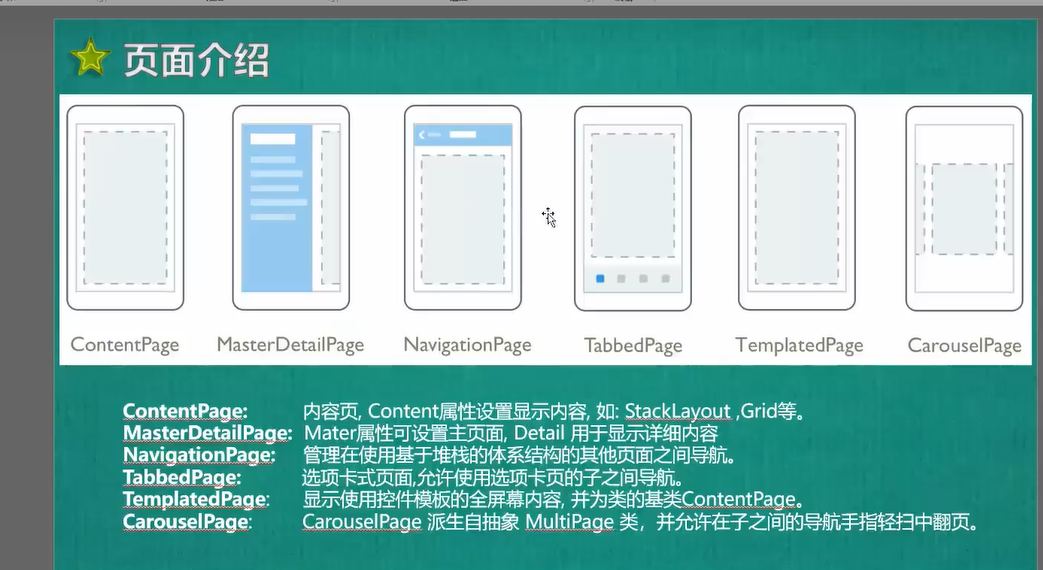 页面介绍
ContentPage
MasterDetailPage
NavigationPage
TabbedPage
TemplatedPage
CarouselPage
ContentPage: 内容页, Content属性设置显示内容, 如: StackLayout ,Grid等。
MasterDetailPage: Mater属性可设置主页面, Detail 用于显示详细内容
NavigationPage: 管理在使用基于堆栈的体系结构的其他页面之间导航。
TabbedPage: 选项卡式页面,允许使用选项卡页的子之间导航。
TemplatedPage: 显示使用控件模板的全屏幕内容, 并为类的基类ContentPage。
CarouselPage: CarouselPage 派生自抽象 MultiPage 类，并允许在子之间的导航手指轻扫中翻页。